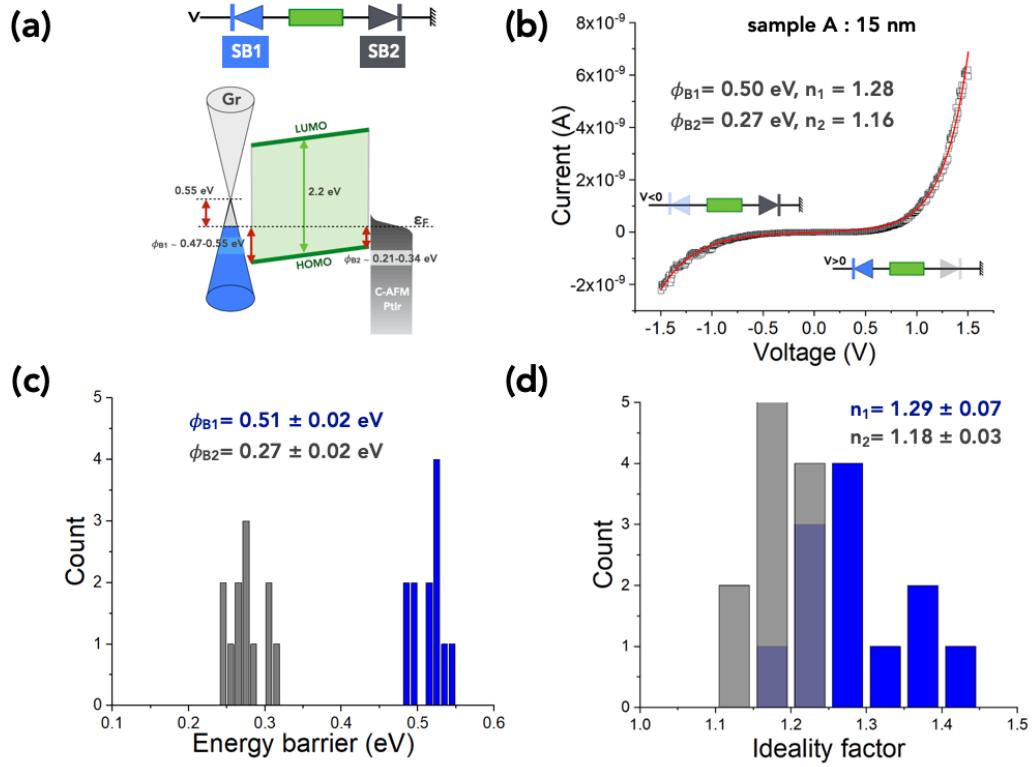 (a)
V
SB1
SB2
Gr
LUMO
0.55 eV
2.2 eV
εF
ϕB1 ~ 0.47-0.55 eV
HOMO
ϕB2 ~ 0.21-0.34 eV
C-AFM
PtIr
(b)
sample A : 15 nm
8x10⁻⁹
6x10⁻⁹
4x10⁻⁹
2x10⁻⁹
0
-2x10⁻⁹
Current (A)
ϕB1= 0.50 eV, n1 = 1.28
ϕB2= 0.27 eV, n2 = 1.16
V<0
V>0
-1.5 -1.0 -0.5 0.0 0.5 1.0 1.5
Voltage (V)
(c)
ϕB1= 0.51 ± 0.02 eV
ϕB2= 0.27 ± 0.02 eV
5
4
3
2
1
0
Count
0.1 0.2 0.3 0.4 0.5 0.6
Energy barrier (eV)
(d)
n1= 1.29 ± 0.07
n2= 1.18 ± 0.03
5
4
3
2
1
0
Count
1.0 1.1 1.2 1.3 1.4 1.5
Ideality factor